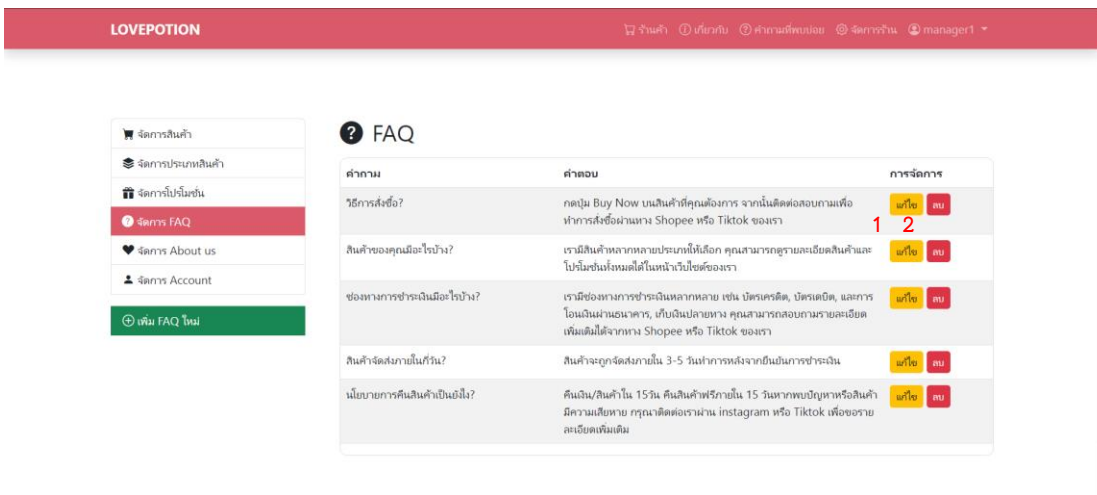 LOVEPOTION
ร้านค้า เกี่ยวกับ คำถามที่พบบ่อย จัดการร้าน manager1
จัดการสินค้า
จัดการประเภทสินค้า
จัดการโปรโมชั่น
จัดการ FAQ
จัดการ About us
จัดการ Account
เพิ่ม FAQ ใหม่
FAQ
คำถาม คำตอบ การจัดการ
วิธีการสั่งซื้อ? กดปุ่ม Buy Now บนสินค้าที่คุณต้องการ จากนั้นติดต่อสอบถามเพื่อ แก้ไข ลบ
ทำการสั่งซื้อผ่านทาง Shopee หรือ Tiktok ของเรา
1 2
สินค้าของคุณมีอะไรบ้าง? เรามีสินค้าหลากหลายประเภทให้เลือก คุณสามารถดูรายละเอียดสินค้าและ แก้ไข ลบ
โปรโมชั่นทั้งหมดได้ในหน้าเว็บไซต์ของเรา
ช่องทางการชำระเงินมีอะไรบ้าง? เรามีช่องทางการชำระเงินหลากหลาย เช่น บัตรเครดิต, บัตรเดบิต, และการ แก้ไข ลบ
โอนเงินผ่านธนาคาร, เก็บเงินปลายทาง คุณสามารถสอบถามรายละเอียด
เพิ่มเติมได้จากทาง Shopee หรือ Tiktok ของเรา
สินค้าจัดส่งภายในกี่วัน? สินค้าจะถูกจัดส่งภายใน 3-5 วันทำการหลังจากยืนยันการชำระเงิน แก้ไข ลบ
นโยบายการคืนสินค้าเป็นยังไง? คืนเงิน/สินค้าใน 15วัน คืนสินค้าฟรีภายใน 15 วันหากพบปัญหาหรือสินค้า แก้ไข ลบ
มีความเสียหาย กรุณาติดต่อเราผ่าน instagram หรือ Tiktok เพื่อขอราย
ละเอียดเพิ่มเติม